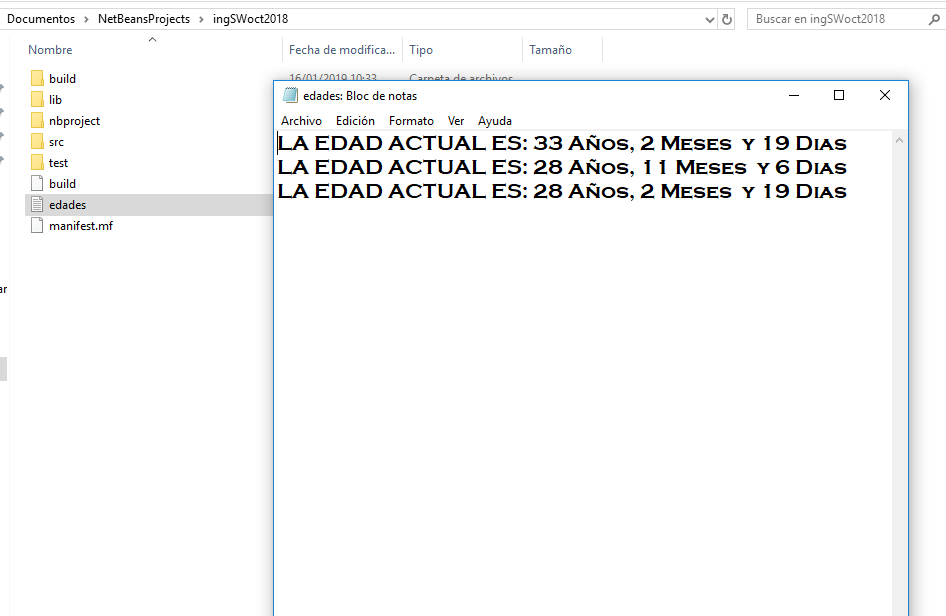 Documentos > NetBeansProjects > ingSWoct2018
Buscar en ingSWoct2018
Nombre
Fecha de modifica...
Tipo
Tamaño
build
16/01/2019 10:33
Carpeta de archivos
lib
nbproject
src
test
build
edades
manifest.mf
ar
edades: Bloc de notas
Archivo Edición Formato Ver Ayuda
LA EDAD ACTUAL ES: 33 Años, 2 Meses  y 19 Dias
LA EDAD ACTUAL ES: 28 Años, 11 Meses  y 6 Dias
LA EDAD ACTUAL ES: 28 Años, 2 Meses  y 19 Dias